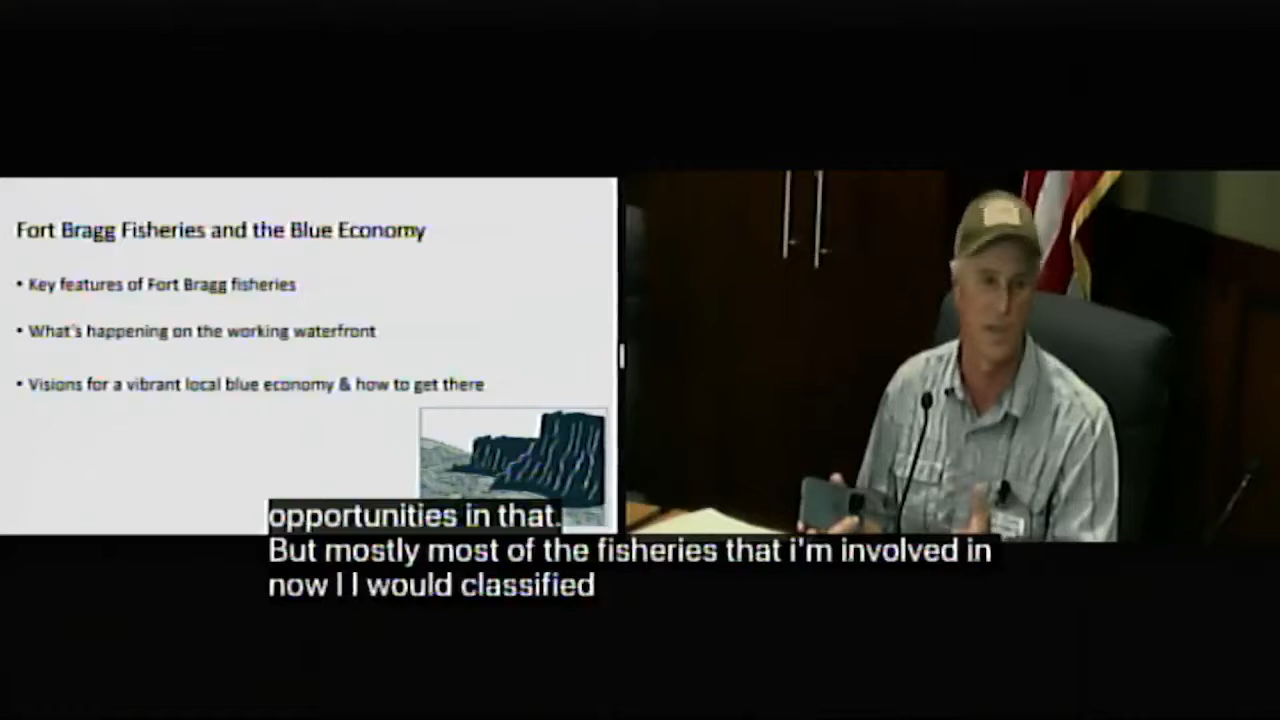 Fort Bragg Fisheries and the Blue Economy
• Key features of Fort Bragg fisheries
• What's happening on the working waterfront
• Visions for a vibrant local blue economy & how to get there
opportunities in that.
But mostly most of the fisheries that i'm involved in
now I I would classified